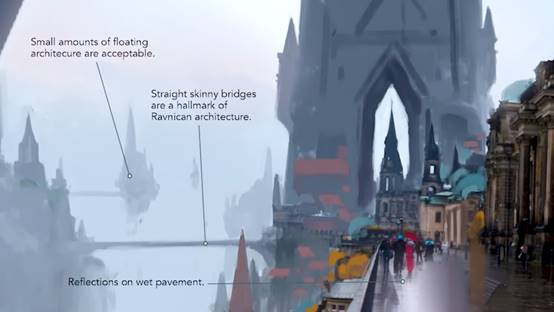 Small amounts of floating
architecure are acceptable.
Straight skinny bridges
are a hallmark of
Ravnican architecture.
Reflections on wet pavement.